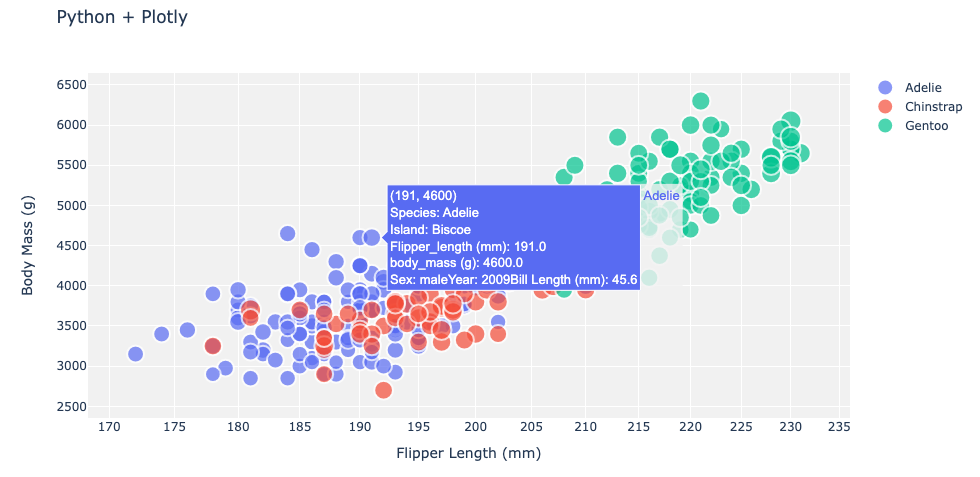 Python + Plotly
6500
6000
5500
5000
4500
4000
3500
3000
2500
Body Mass (g)
(191, 4600)
Species: Adelie
Island: Biscoe
Flipper_length (mm): 191.0
body_mass (g): 4600.0
Sex: maleYear: 2009Bill Length (mm): 45.6
Adelie
Adelie
Chinstrap
Gentoo
170 175 180 185 190 195 200 205 210 215 220 225 230 235
Flipper Length (mm)